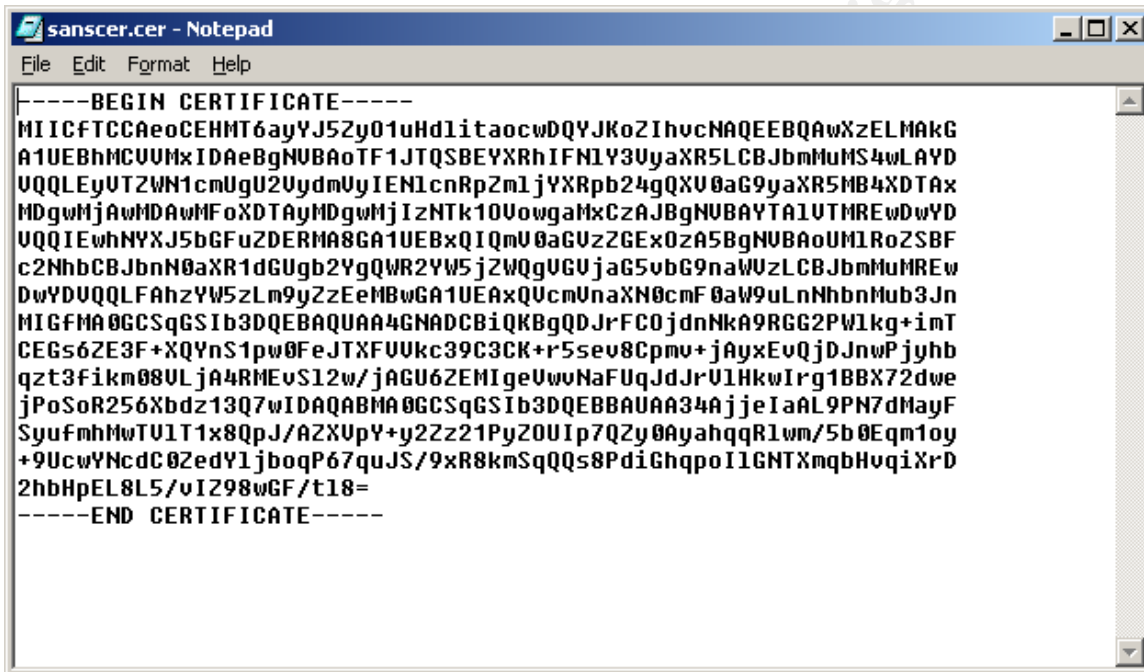 sanscer.cer - Notepad
File Edit Format Help
-----BEGIN CERTIFICATE-----
MIICfTCCAeoCEHMT6ayYJ5ZyO1uHdlitaocwDQYJKoZIhvcNAQEEBQAwXzELMAkG
A1UEBhMCVVMxIDAeBgNVBAoTF1JTQSBEYXRhIFNlY3VyaXR5LCBJbmMuMS4wLAYD
VQQLEyVTZWN1cmUgU2VydmVyIENlcnRpZmljYXRpb24gQXV0aG9yaXR5MB4XDTAx
MDgwMjAwMDAwMFoXDTAyMDgwMjIzNTk1OVowgaMxCzAJBgNVBAYTAlVTMREwDwYD
VQQIEwhNYXJ5bGFuZDERMA8GA1UEBxQIQmV0aGVzZGExOzA5BgNVBAoUMlRoZSBF
c2NhbCBJbnN0aXR1dGUgb2YgQWR2YW5jZWQgVGVjaG5vbG9naWVzLCBJbmMuMREw
DwYDVQQLFAhzYW5zLm9yZzEeMBwGA1UEAxQVcmVnaXN0cmF0aW9uLnNhbnMub3Jn
MIGfMA0GCSqGSIb3DQEBAQUAA4GNADCBiQKBgQDJrFCOjdnNkA9RGG2PWlkg+imT
CEGs6ZE3F+XQYnS1pw0FeJTXFVVkc39C3CK+r5sev8Cpmv+jAyxEvQjDJnwPjyhb
qzt3fikm08VLjA4RMEvSl2w/jAGU6ZEMIgeVwvNaFUqJdJrVlHkwIrg1BBX72dwe
jPoSoR256Xbdz13Q7wIDAQABMA0GCSqGSIb3DQEBBAUAA34AjjeIaAL9PN7dMayF
SyufmhMwTVlT1x8QpJ/AZXVpY+y2Zz21PyZOUIp7QZy0AyahqqRlwm/5b0Eqm1oy
+9UcwYNcdC0ZedYljboqP67quJS/9xR8kmSqQQs8PdiGhqpoIlGNTXmqbHvqiXrD
2hbHpEL8L5/vIZ98wGF/tl8=
-----END CERTIFICATE-----